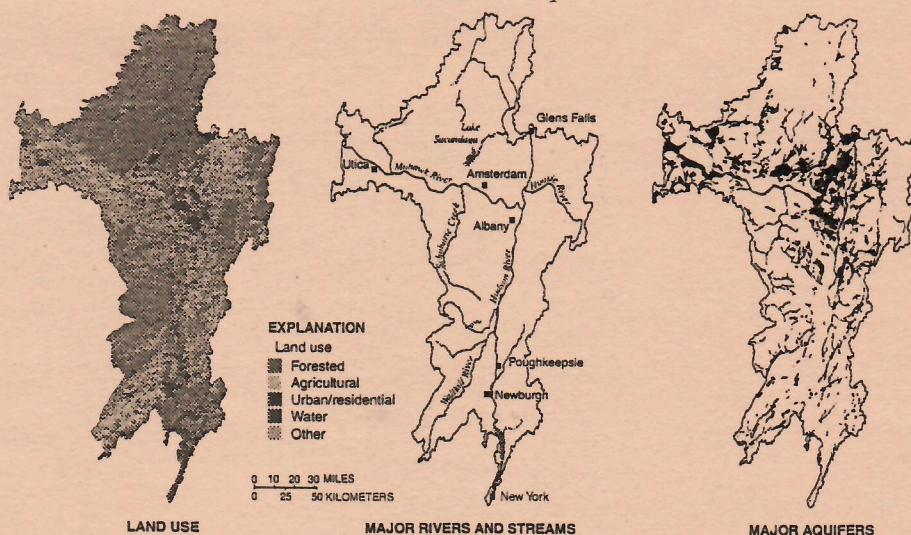 Glens Falls
Lake
Sacandaga
Utica
Mohawk River
Amsterdam
Hoosic River
Albany
Schoharie Creek
Hudson River
EXPLANATION
Land use
Forested
Agricultural
Urban/residential
Water
Other
Poughkeepsie
Wallkill River
Newburgh
0 10 20 30 MILES
0 25 50 KILOMETERS
New York
LAND USE
MAJOR RIVERS AND STREAMS
MAJOR AQUIFERS